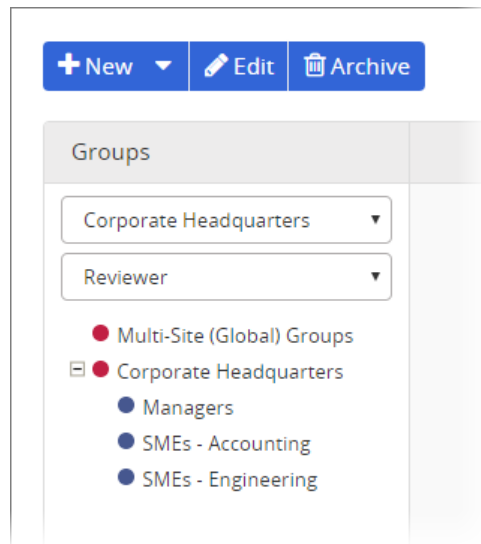 New Edit Archive
Groups
Corporate Headquarters
Reviewer
Multi-Site (Global) Groups
Corporate Headquarters
Managers
SMEs - Accounting
SMEs - Engineering